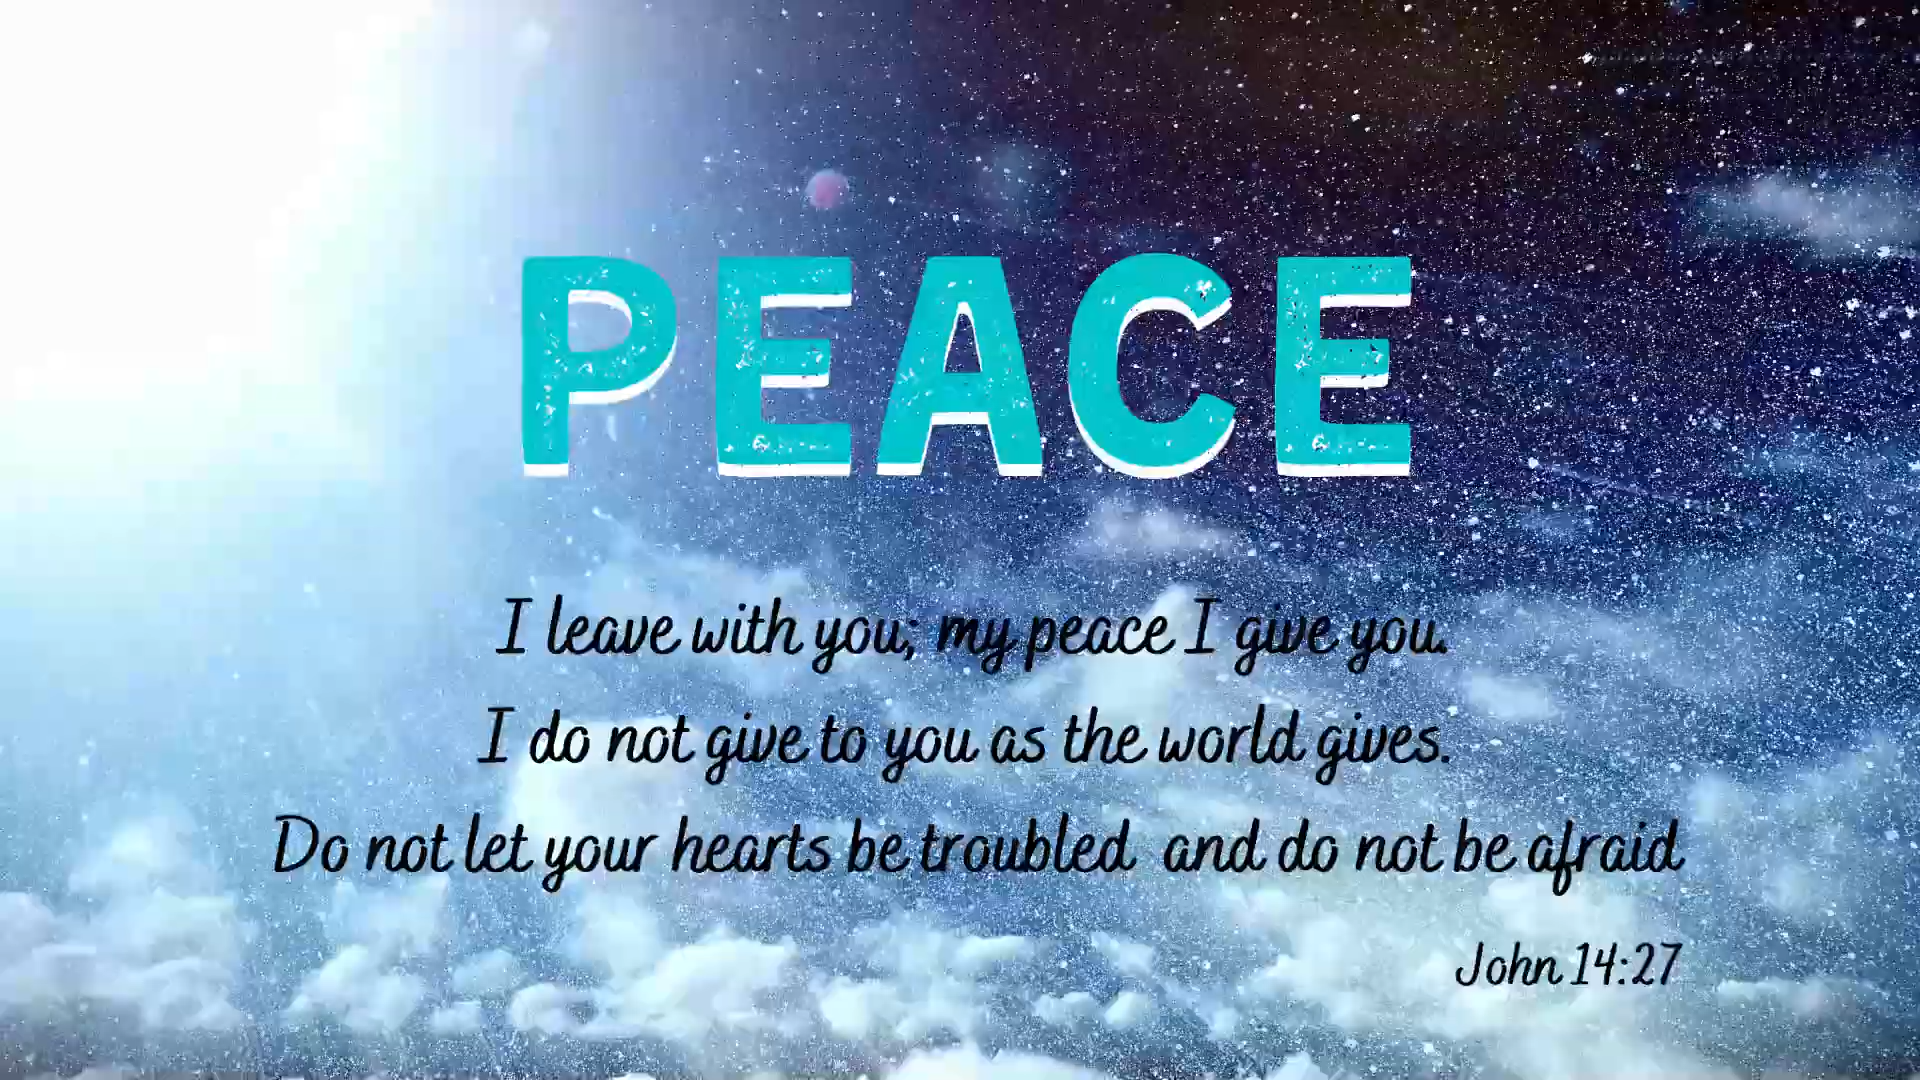 PEACE
I leave with you; my peace I give you.
I do not give to you as the world gives.
Do not let your hearts be troubled and do not be afraid
John 14:27